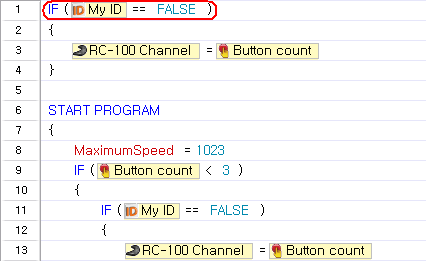 1 IF ( ID My ID == FALSE )
2 {
3 RC-100 Channel = Button count
4 }
5
6 START PROGRAM
7 {
8 MaximumSpeed = 1023
9 IF ( Button count < 3 )
10 {
11 IF ( ID My ID == FALSE )
12 {
13 RC-100 Channel = Button count